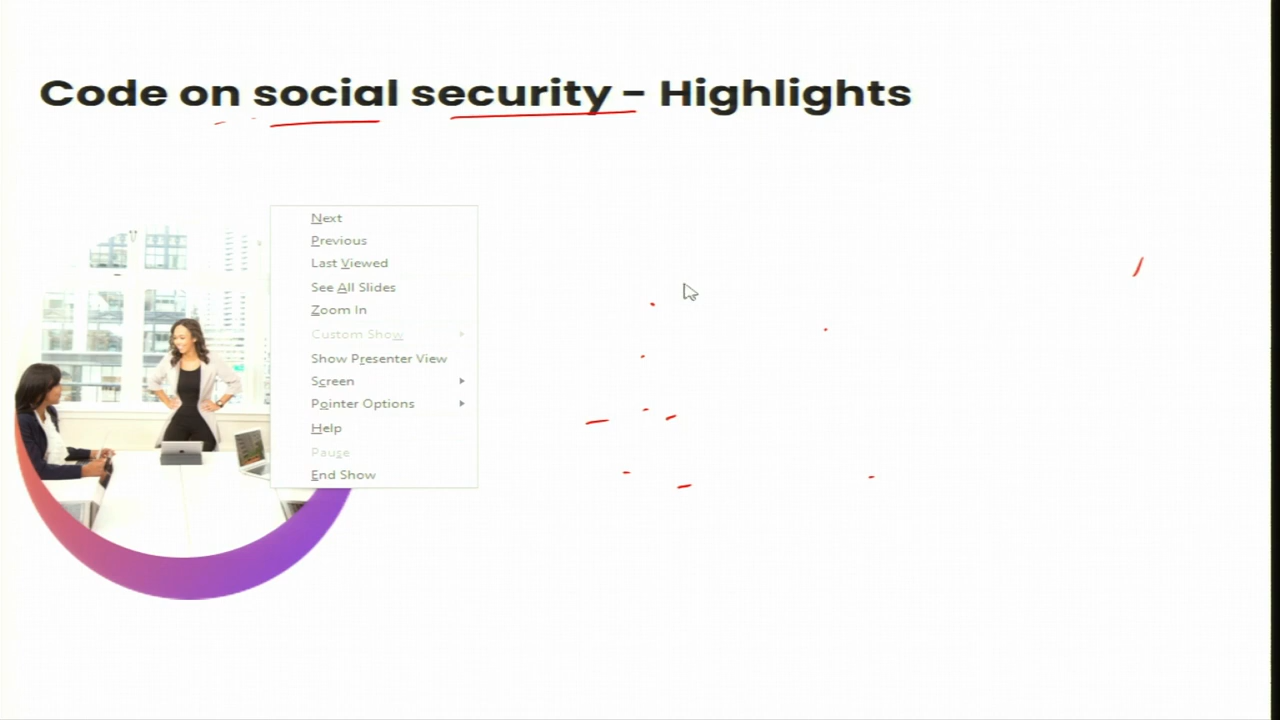 Code on social security - Highlights
Next
Previous
Last Viewed
See All Slides
Zoom In
Custom Show
Show Presenter View
Screen
Pointer Options
Help
Pause
End Show